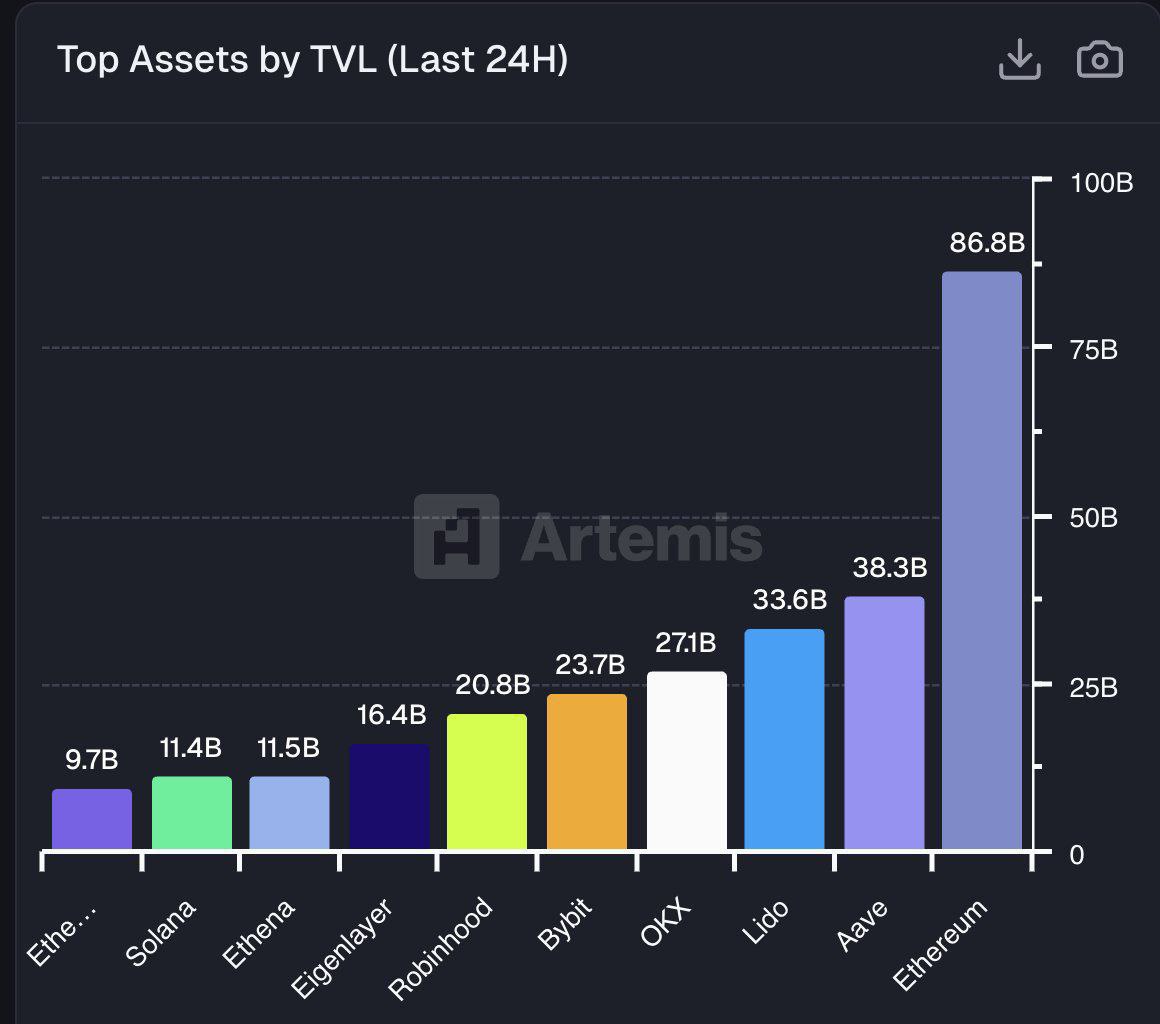 Top Assets by TVL (Last 24H)
100B
75B
50B
25B
0
86.8B
38.3B
33.6B
27.1B
23.7B
20.8B
16.4B
11.5B
11.4B
9.7B
Artemis
Ethe...
Solana
Ethena
Eigenlayer
Robinhood
Bybit
OKX
Lido
Aave
Ethereum